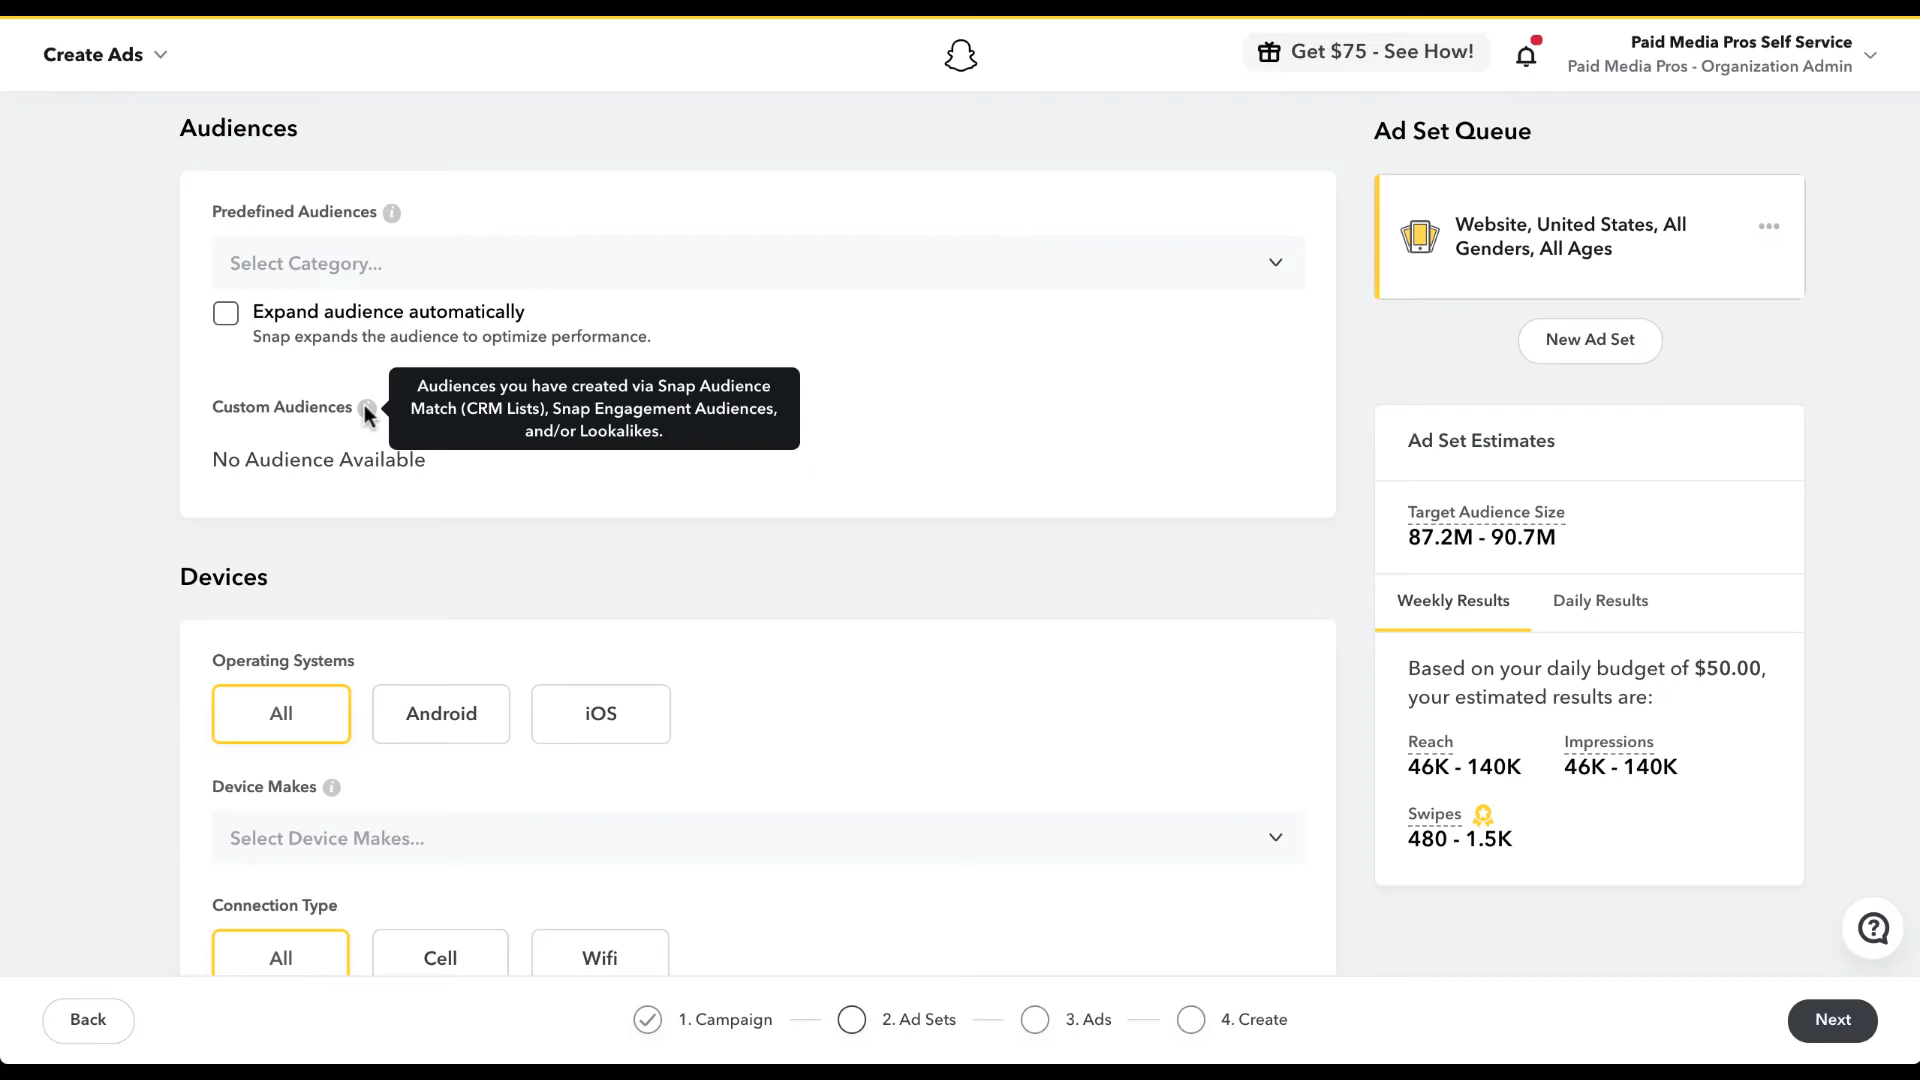 Create Ads
Get $75 - See How!
Paid Media Pros Self Service
Paid Media Pros - Organization Admin
Audiences
Predefined Audiences
Select Category...
Expand audience automatically
Snap expands the audience to optimize performance.
Custom Audiences
Audiences you have created via Snap Audience
Match (CRM Lists), Snap Engagement Audiences,
and/or Lookalikes.
No Audience Available
Devices
Operating Systems
All
Android
iOS
Device Makes
Select Device Makes...
Connection Type
All
Cell
Wifi
Ad Set Queue
Website, United States, All
Genders, All Ages
New Ad Set
Ad Set Estimates
Target Audience Size
87.2M - 90.7M
Weekly Results
Daily Results
Based on your daily budget of $50.00,
your estimated results are:
Reach
46K - 140K
Impressions
46K - 140K
Swipes
480 - 1.5K
Back
1. Campaign
2. Ad Sets
3. Ads
4. Create
Next